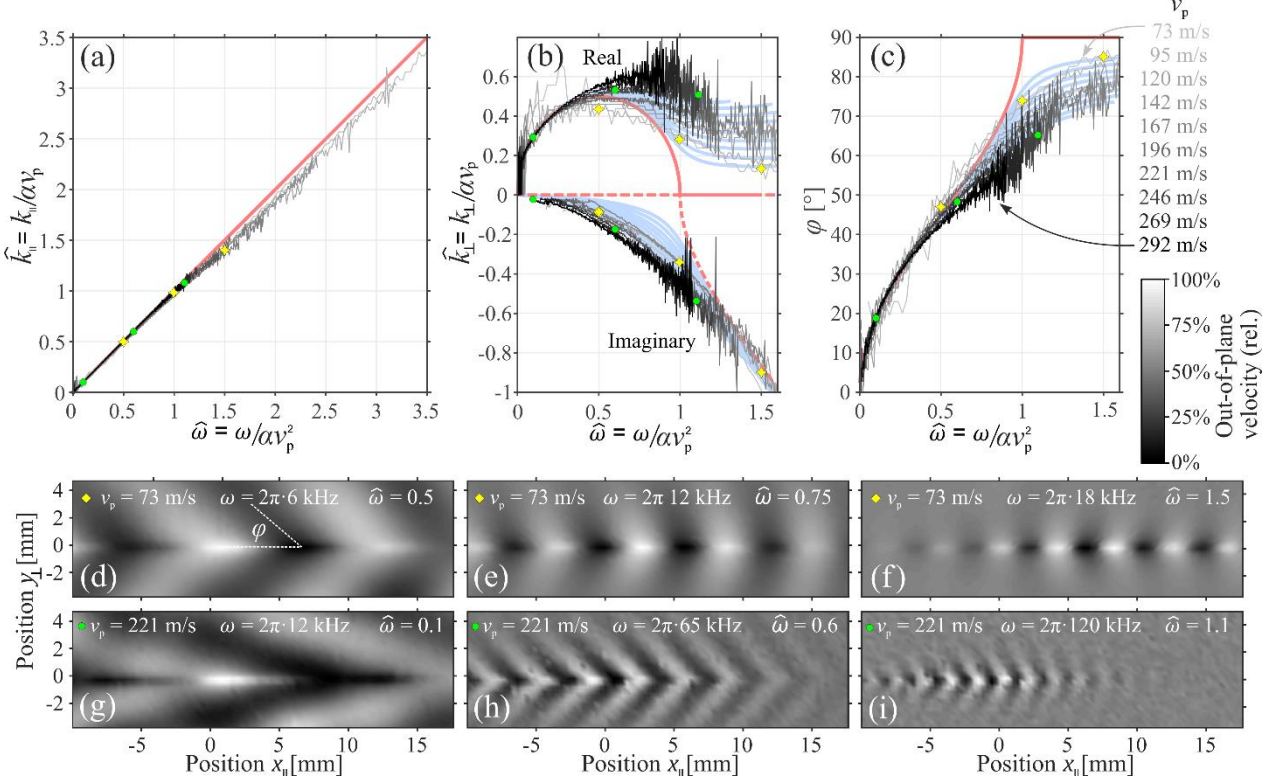 (a)
3.5
3
2.5
2
1.5
1
0.5
0
k̂∥ = k∥/αvₚ
0 0.5 1 1.5 2 2.5 3 3.5
ω̂ = ω/αvₚ²
(b)
Real
0.6
0.4
0.2
0
-0.2
-0.4
-0.6
-0.8
-1
k̂⊥ = k⊥/αvₚ
Imaginary
0 0.5 1 1.5
ω̂ = ω/αvₚ²
(c)
90
80
70
60
50
40
30
20
10
0
φ [°]
0 0.5 1 1.5
ω̂ = ω/αvₚ²
vₚ
73 m/s
95 m/s
120 m/s
142 m/s
167 m/s
196 m/s
221 m/s
246 m/s
269 m/s
292 m/s
100%
75%
50%
25%
0%
Out-of-plane
velocity (rel.)
vₚ = 73 m/s ω = 2π·6 kHz ω̂ = 0.5
φ
(d)
vₚ = 73 m/s ω = 2π 12 kHz ω̂ = 0.75
(e)
vₚ = 73 m/s ω = 2π·18 kHz ω̂ = 1.5
(f)
vₚ = 221 m/s ω = 2π·12 kHz ω̂ = 0.1
(g)
vₚ = 221 m/s ω = 2π·65 kHz ω̂ = 0.6
(h)
vₚ = 221 m/s ω = 2π·120 kHz ω̂ = 1.1
(i)
4
2
0
-2
4
2
0
-2
Position y⊥[mm]
-5 0 5 10 15
Position x∥[mm]
-5 0 5 10 15
Position x∥[mm]
-5 0 5 10 15
Position x∥[mm]